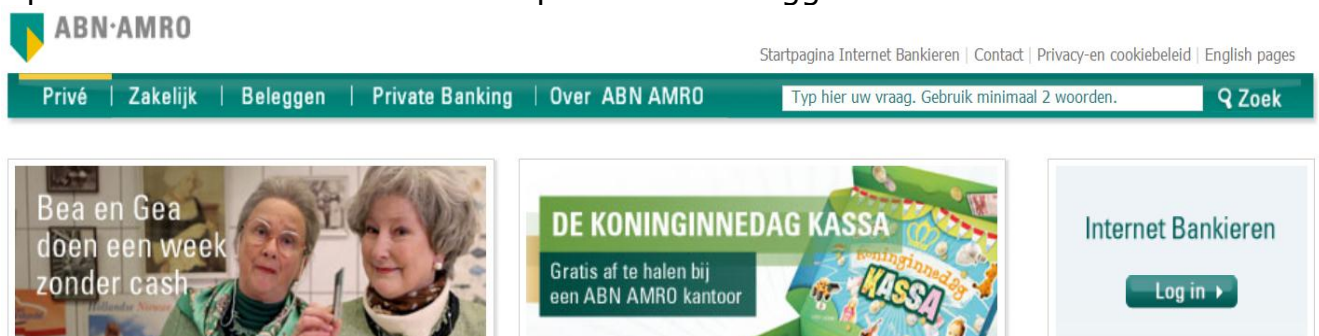 ABN·AMRO
Startpagina Internet Bankieren | Contact | Privacy-en cookiebeleid | English pages
Privé | Zakelijk | Beleggen | Private Banking | Over ABN AMRO
Typ hier uw vraag. Gebruik minimaal 2 woorden.
Zoek
Bea en Gea
doen een week
zonder cash
Hollandse Nieuwe
DE KONINGINNEDAG KASSA
Gratis af te halen bij
een ABN AMRO kantoor
Koninginnedag
KASSA
Internet Bankieren
Log in